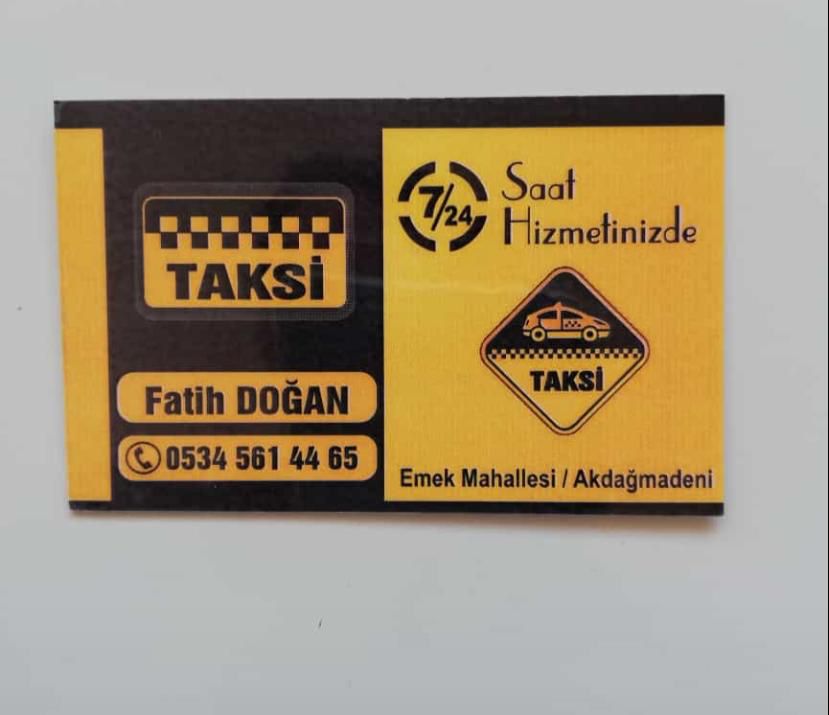 TAKSİ
Fatih DOĞAN
0534 561 44 65
7/24
Saat
Hizmetinizde
TAKSİ
Emek Mahallesi / Akdağmadeni